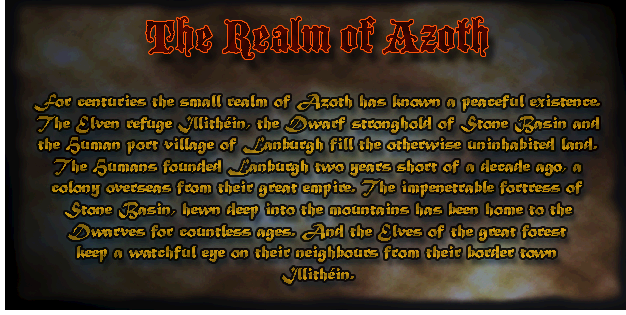 The Realm of Azoth
For centuries the small realm of Azoth has known a peaceful existence.
The Elven refuge Illithéin, the Dwarf stronghold of Stone Basin and
the Human port village of Lanburgh fill the otherwise uninhabited land.
The Humans founded Lanburgh two years short of a decade ago, a
colony overseas from their great empire. The impenetrable fortress of
Stone Basin, hewn deep into the mountains has been home to the
Dwarves for countless ages. And the Elves of the great forest
keep a watchful eye on their neighbours from their border town
Illithéin.